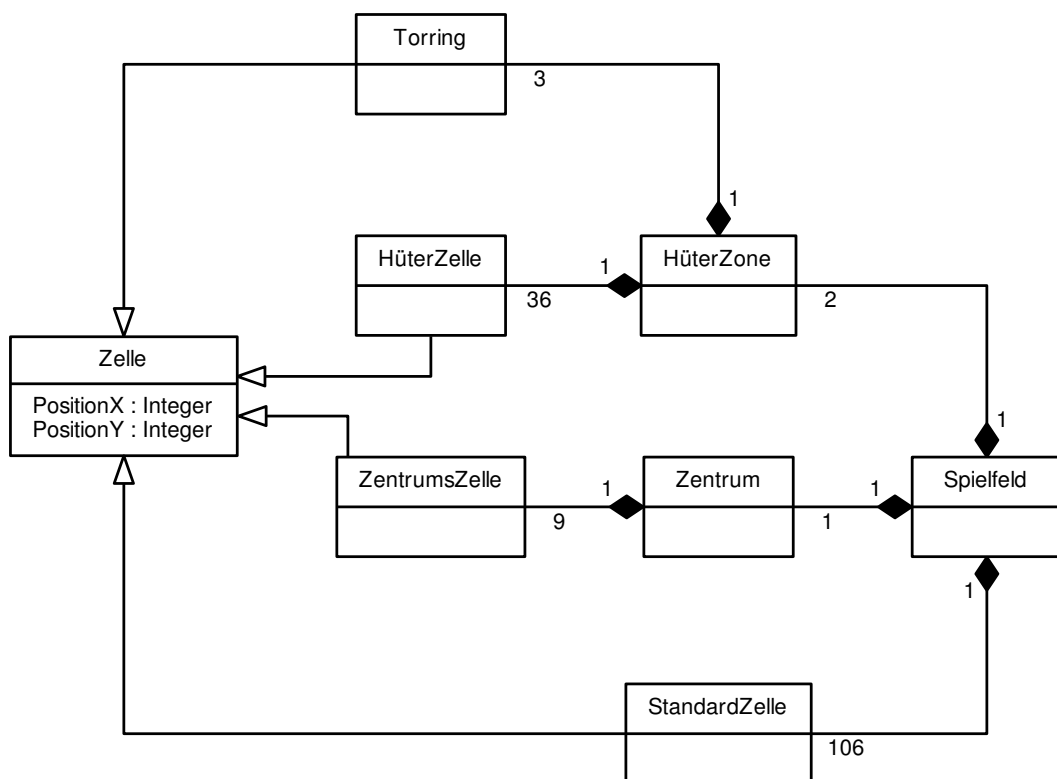 Torring
3
1
HüterZelle
1
HüterZone
36
2
Zelle
PositionX : Integer
PositionY : Integer
1
ZentrumsZelle
1
Zentrum
1
Spielfeld
9
1
1
StandardZelle
106